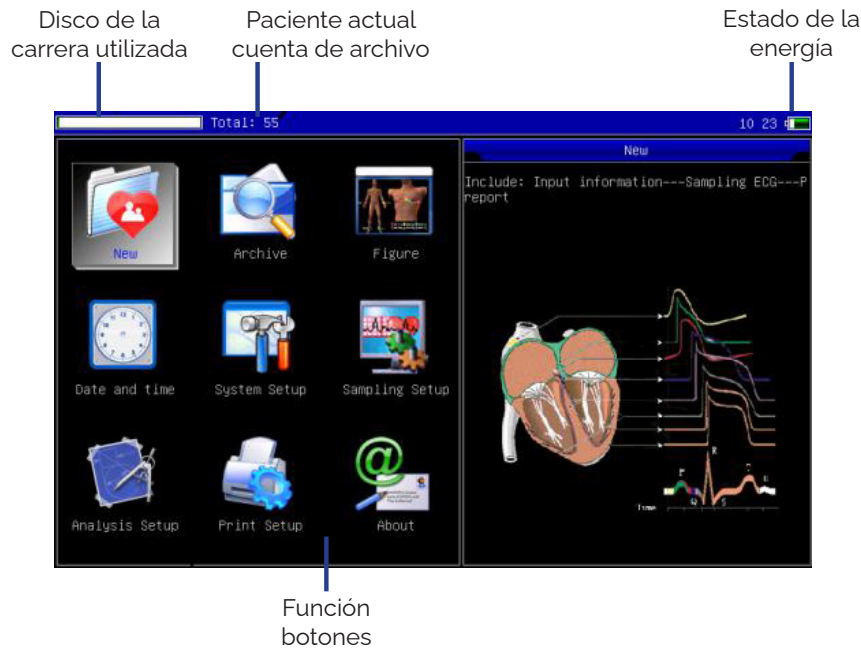 Disco de la
carrera utilizada
Paciente actual
cuenta de archivo
Estado de la
energía
Total: 55
10 23
New
Archive
Figure
Date and time
System Setup
Sampling Setup
Analysis Setup
Print Setup
About
New
Include: Input information---Sampling ECG---P
report
P
R
Q
S
T
U
Time
Función
botones